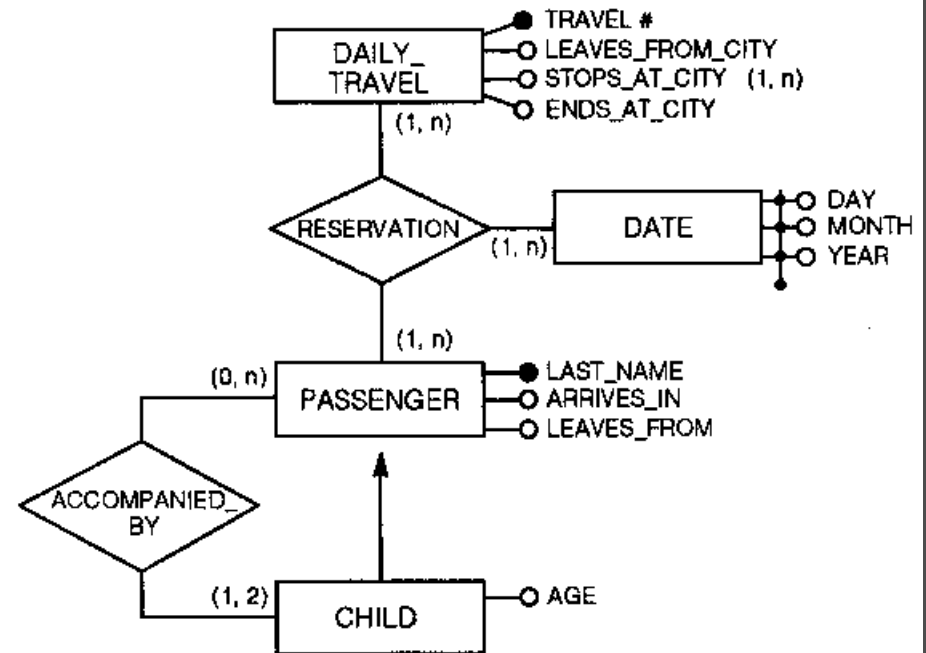 TRAVEL #
DAILY_
TRAVEL
LEAVES_FROM_CITY
STOPS_AT_CITY (1, n)
ENDS_AT_CITY
(1, n)
RESERVATION
(1, n)
DATE
DAY
MONTH
YEAR
(1, n)
(0, n)
PASSENGER
LAST_NAME
ARRIVES_IN
LEAVES_FROM
ACCOMPANIED_
BY
(1, 2)
CHILD
AGE